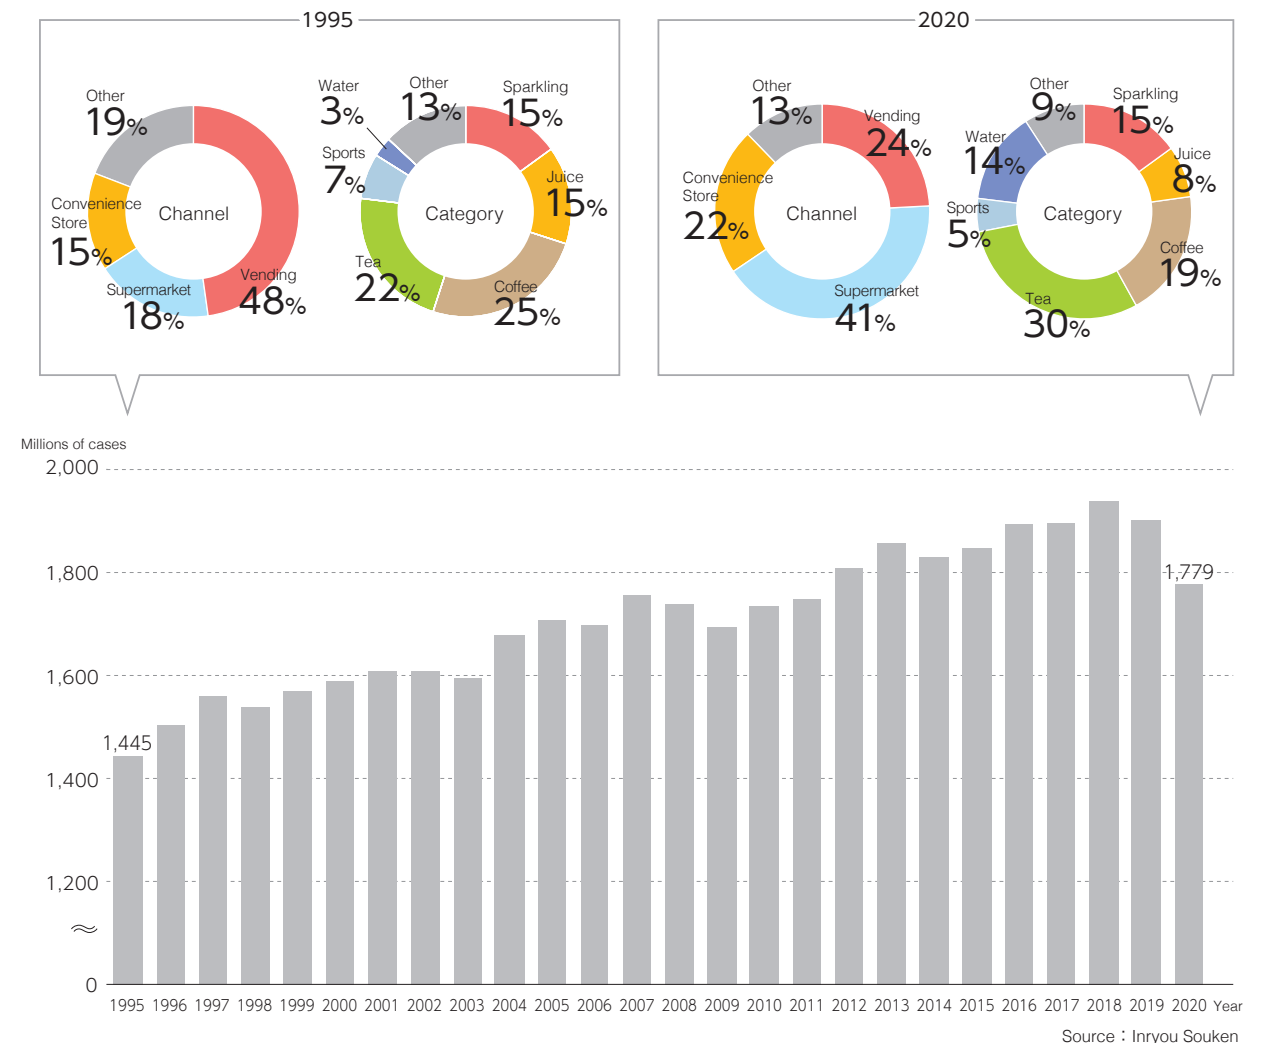 1995
Other
19%
Convenience
Store
15%
Supermarket
18%
Vending
48%
Channel
Water
3%
Other
13%
Sparkling
15%
Sports
7%
Juice
15%
Category
Tea
22%
Coffee
25%
2020
Other
13%
Vending
24%
Convenience
Store
22%
Channel
Supermarket
41%
Other
9%
Sparkling
15%
Water
14%
Juice
8%
Sports
5%
Category
Coffee
19%
Tea
30%
Millions of cases
2,000
1,800
1,600
1,400
1,200
0
1,445
1,779
1995 1996 1997 1998 1999 2000 2001 2002 2003 2004 2005 2006 2007 2008 2009 2010 2011 2012 2013 2014 2015 2016 2017 2018 2019 2020 Year
Source：Inryou Souken